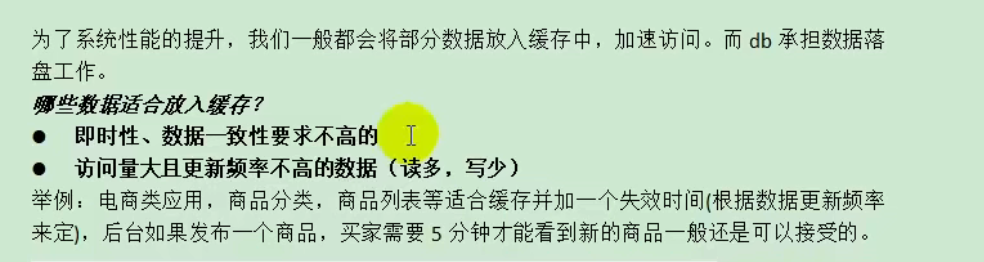 为了系统性能的提升，我们一般都会将部分数据放入缓存中，加速访问。而 db 承担数据落
盘工作。
哪些数据适合放入缓存？
● 即时性、数据一致性要求不高的
● 访问量大且更新频率不高的数据（读多，写少）
举例：电商类应用，商品分类，商品列表等适合缓存并加一个失效时间(根据数据更新频率
来定)，后台如果发布一个商品，买家需要 5 分钟才能看到新的商品一般还是可以接受的。